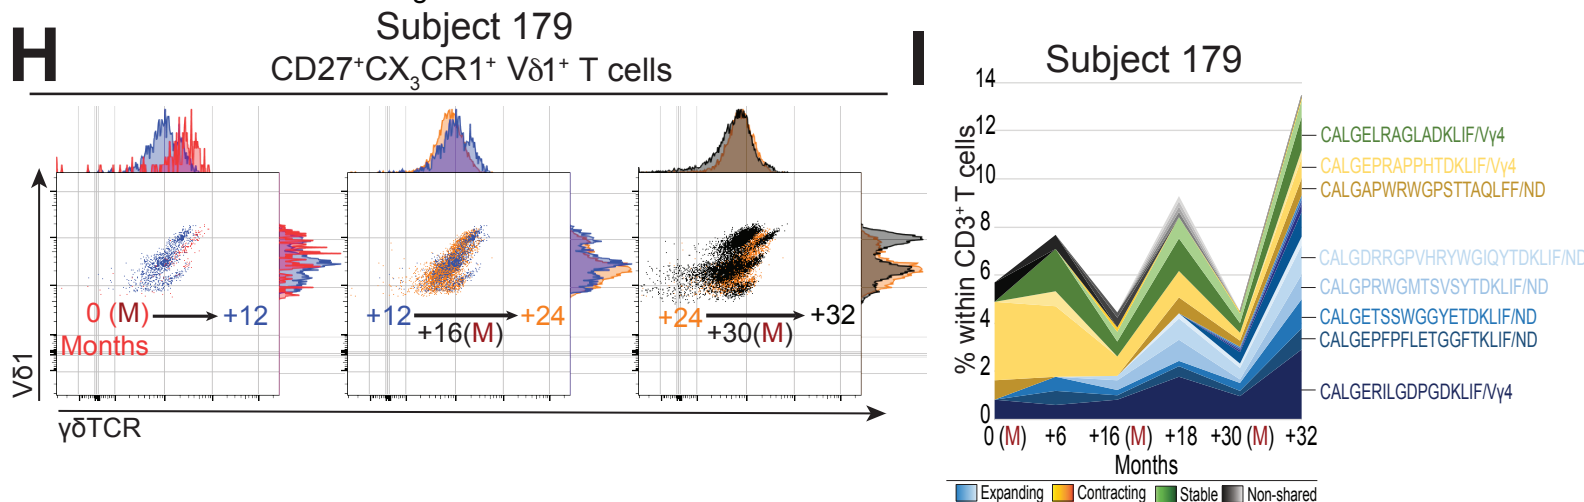 H
Subject 179
CD27+CX3CR1+ Vδ1+ T cells
0 (M) +12
Months
+12 +24
+16(M)
+24 +32
+30(M)
Vδ1
γδTCR
I
Subject 179
% within CD3+ T cells
14
12
10
8
6
4
2
0
0 (M) +6 +16 (M) +18 +30 (M) +32
Months
CALGELRAGLADKLIF/Vγ4
CALGEPRAPPHTDKLIF/Vγ4
CALGAPWRWGPSTTAQLFF/ND
CALGDRRGPVHRYWGIQYTDKLIF/ND
CALGPRWGMTSVSYTDKLIF/ND
CALGETSSWGGYETDKLIF/ND
CALGEPFPFLETGGFTKLIF/ND
CALGERILGDPGDKLIF/Vγ4
Expanding Contracting Stable Non-shared